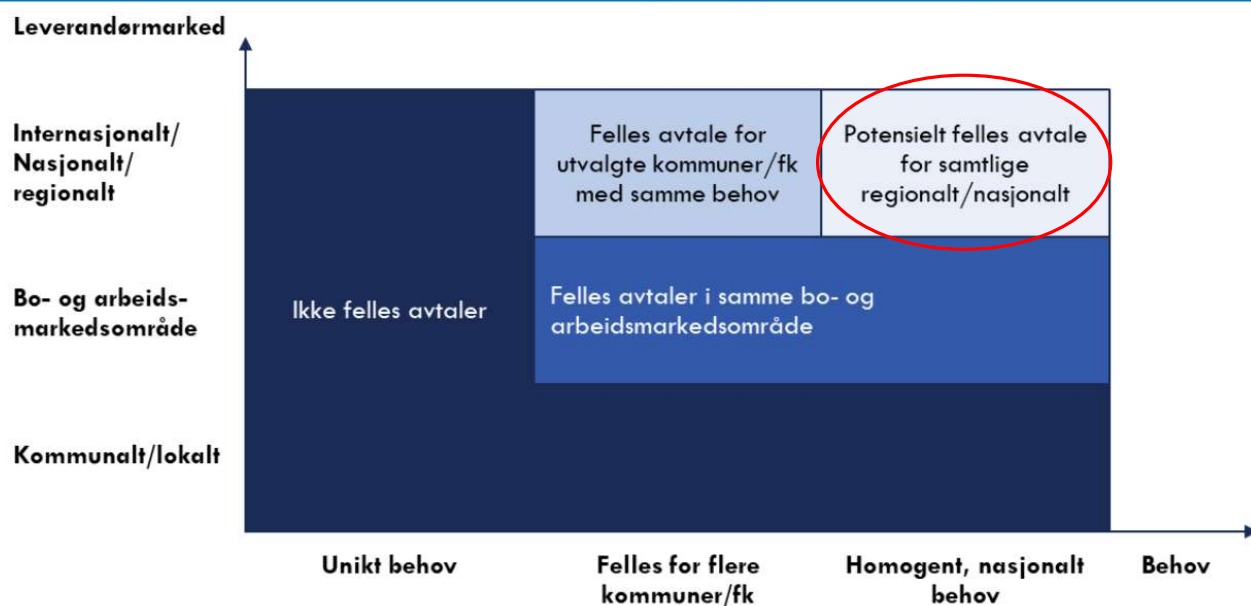 Leverandørmarked
Internasjonalt/
Nasjonalt/
regionalt
Felles avtale for
utvalgte kommuner/fk
med samme behov
Potensielt felles avtale
for samtlige
regionalt/nasjonalt
Bo- og arbeids-
markedsområde
Ikke felles avtaler
Felles avtaler i samme bo- og
arbeidsmarkedsområde
Kommunalt/lokalt
Unikt behov
Felles for flere
kommuner/fk
Homogent, nasjonalt
behov
Behov